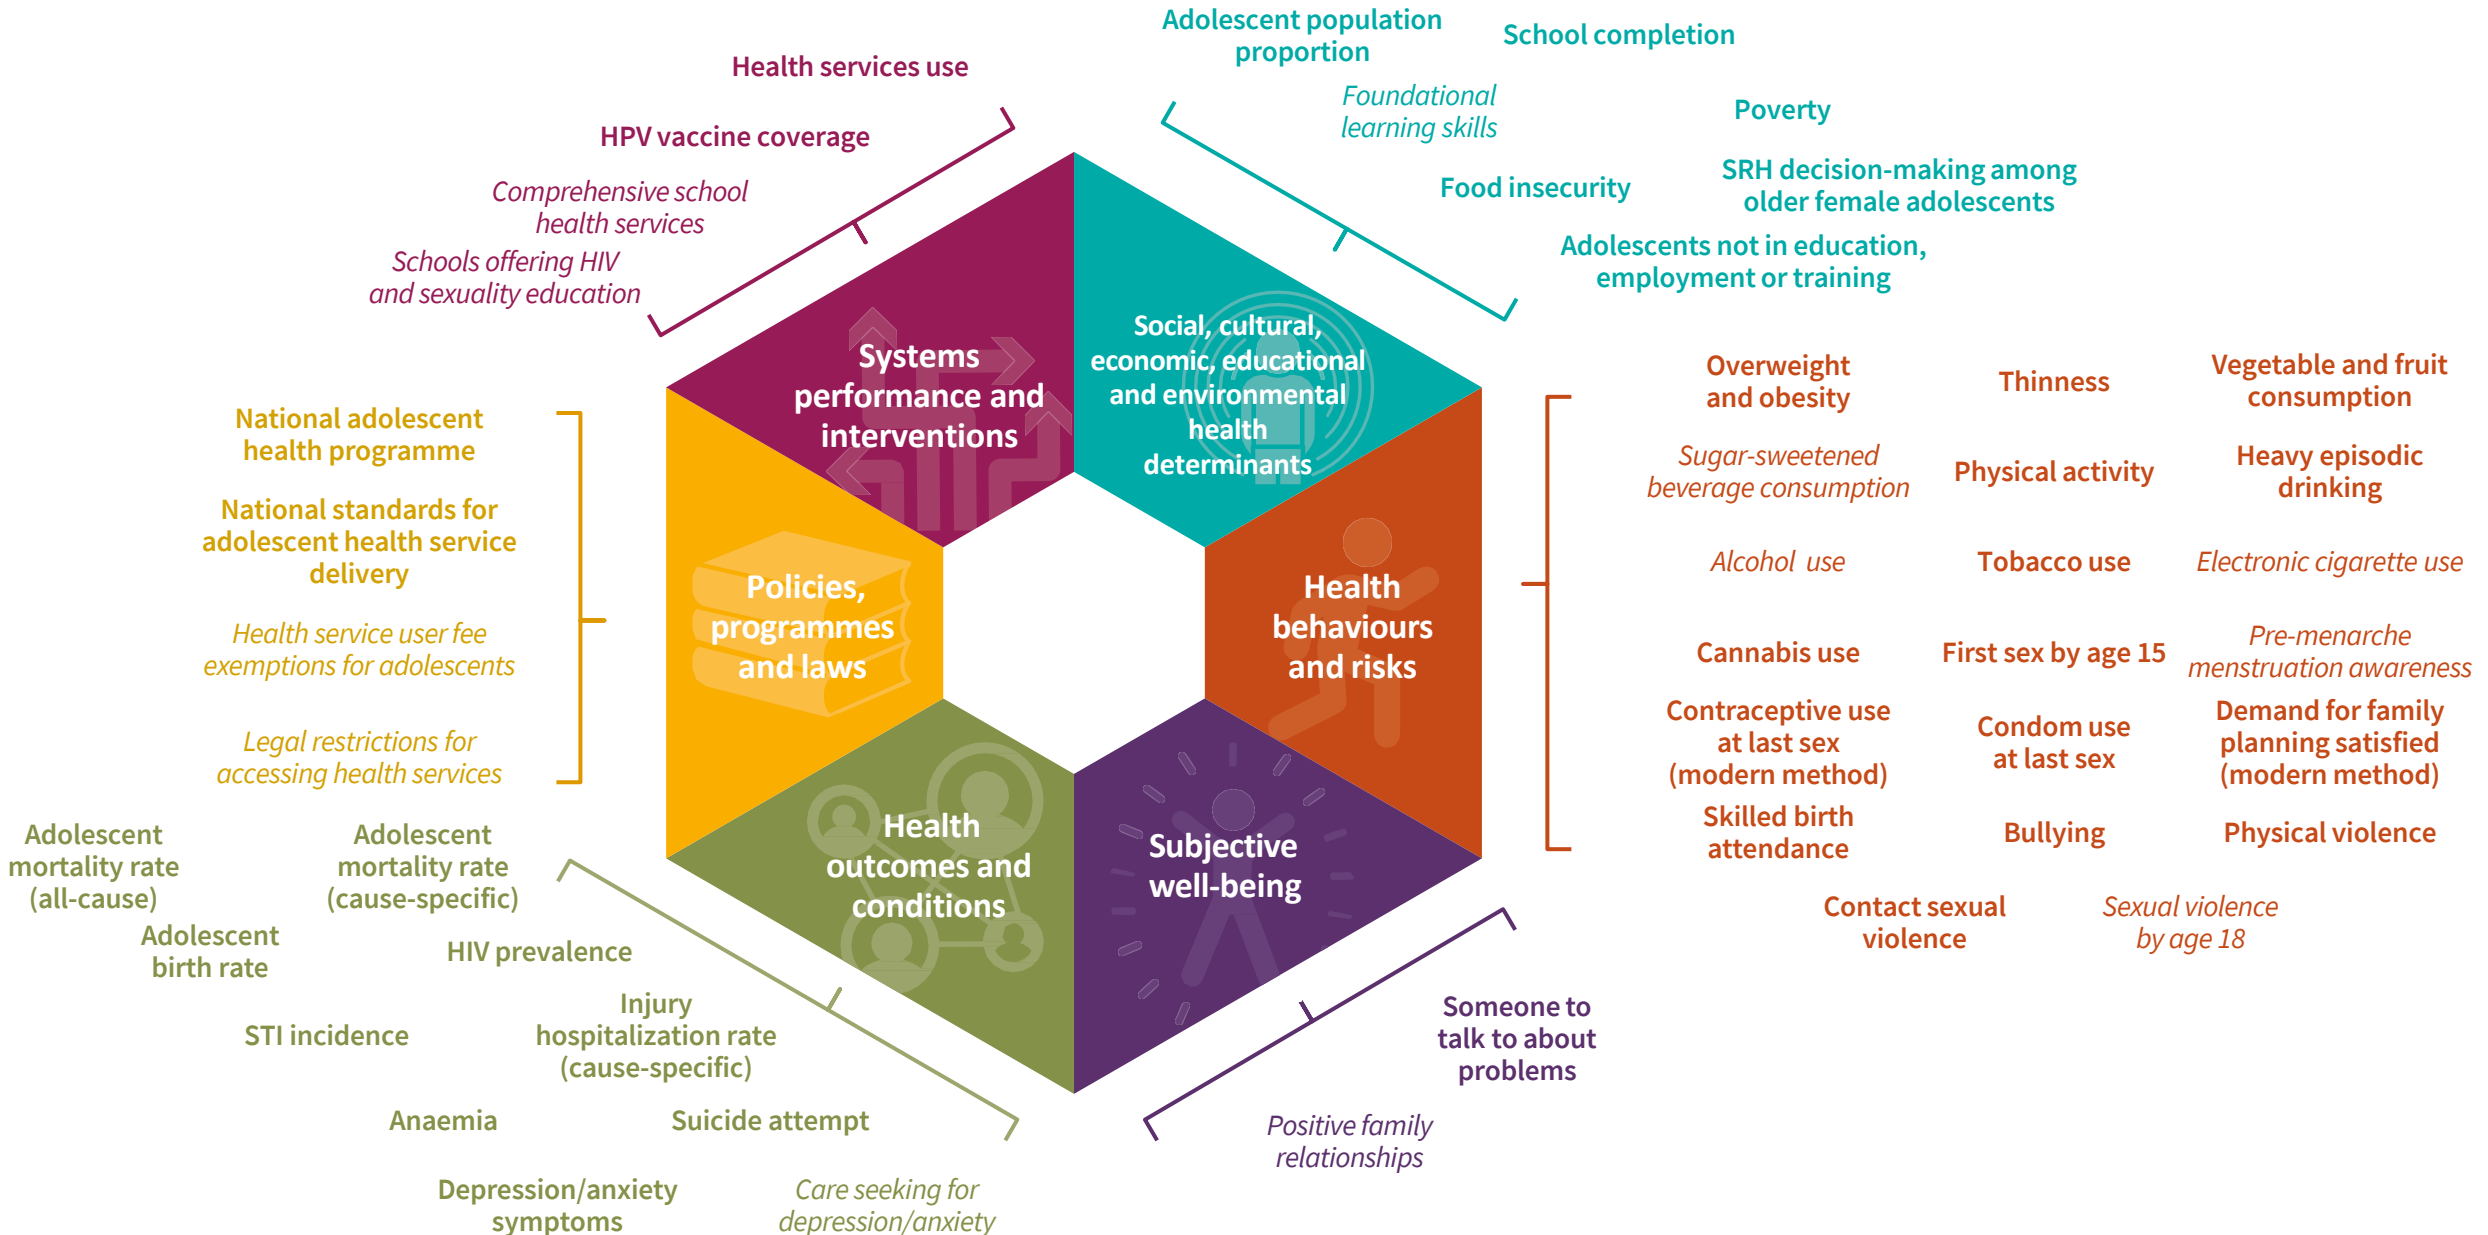 Health services use
HPV vaccine coverage
Comprehensive school
health services
Schools offering HIV
and sexuality education
Adolescent population
proportion
School completion
Foundational
learning skills
Poverty
Food insecurity
SRH decision-making among
older female adolescents
Adolescents not in education,
employment or training
Systems
performance and
interventions
Social, cultural,
economic, educational
and environmental
health
determinants
Policies,
programmes
and laws
Health
behaviours
and risks
Health
outcomes and
conditions
Subjective
well-being
National adolescent
health programme
National standards for
adolescent health service
delivery
Health service user fee
exemptions for adolescents
Legal restrictions for
accessing health services
Overweight
and obesity
Thinness
Vegetable and fruit
consumption
Sugar-sweetened
beverage consumption
Physical activity
Heavy episodic
drinking
Alcohol use
Tobacco use
Electronic cigarette use
Cannabis use
First sex by age 15
Pre-menarche
menstruation awareness
Contraceptive use
at last sex
(modern method)
Condom use
at last sex
Demand for family
planning satisfied
(modern method)
Skilled birth
attendance
Bullying
Physical violence
Contact sexual
violence
Sexual violence
by age 18
Adolescent
mortality rate
(all-cause)
Adolescent
mortality rate
(cause-specific)
Adolescent
birth rate
HIV prevalence
STI incidence
Injury
hospitalization rate
(cause-specific)
Anaemia
Suicide attempt
Depression/anxiety
symptoms
Care seeking for
depression/anxiety
Someone to
talk to about
problems
Positive family
relationships